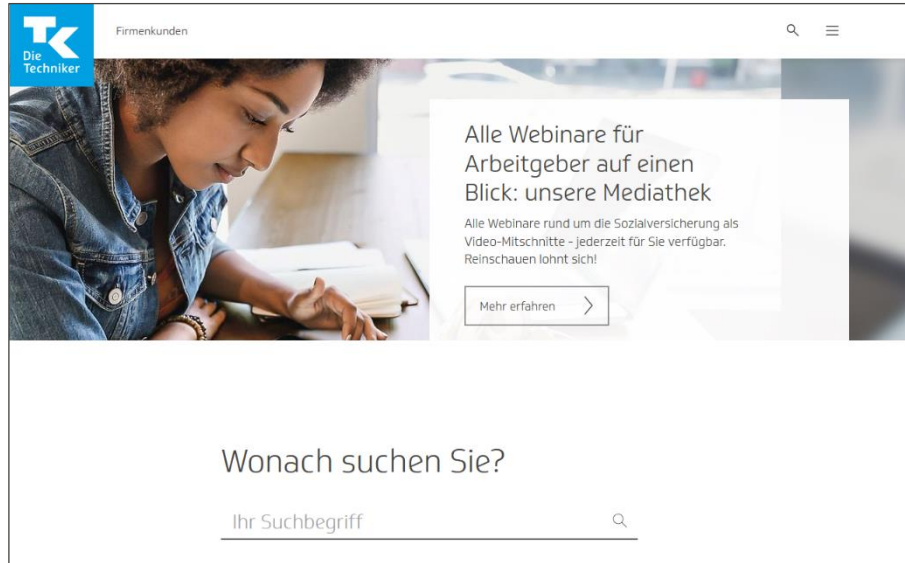 TK
Die
Techniker
Firmenkunden
Alle Webinare für
Arbeitgeber auf einen
Blick: unsere Mediathek
Alle Webinare rund um die Sozialversicherung als
Video-Mitschnitte - jederzeit für Sie verfügbar.
Reinschauen lohnt sich!
Mehr erfahren
Wonach suchen Sie?
Ihr Suchbegriff